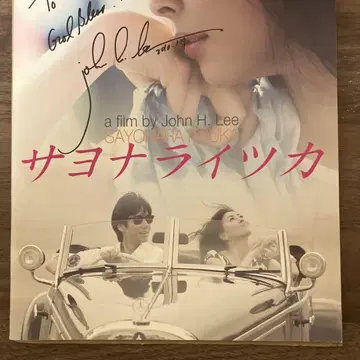 To
God bless..
john h. lee
a film by John H. Lee
SAYONARA ITSUKA
サヨナライツカ